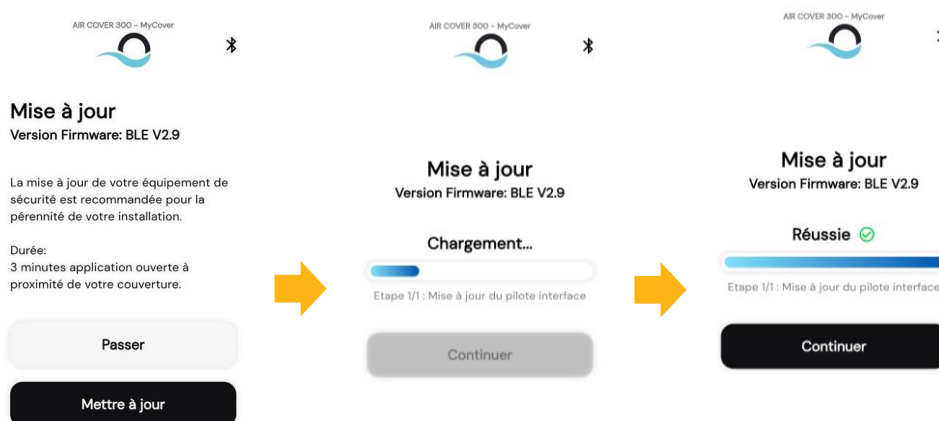 AIR COVER 300 - MyCover
Mise à jour
Version Firmware: BLE V2.9
La mise à jour de votre équipement de
sécurité est recommandée pour la
pérennité de votre installation.
Durée:
3 minutes application ouverte à
proximité de votre couverture.
Passer
Mettre à jour
AIR COVER 300 - MyCover
Mise à jour
Version Firmware: BLE V2.9
Chargement...
Etape 1/1 : Mise à jour du pilote interface
Continuer
AIR COVER 300 - MyCover
Mise à jour
Version Firmware: BLE V2.9
Réussie
Etape 1/1 : Mise à jour du pilote interface
Continuer